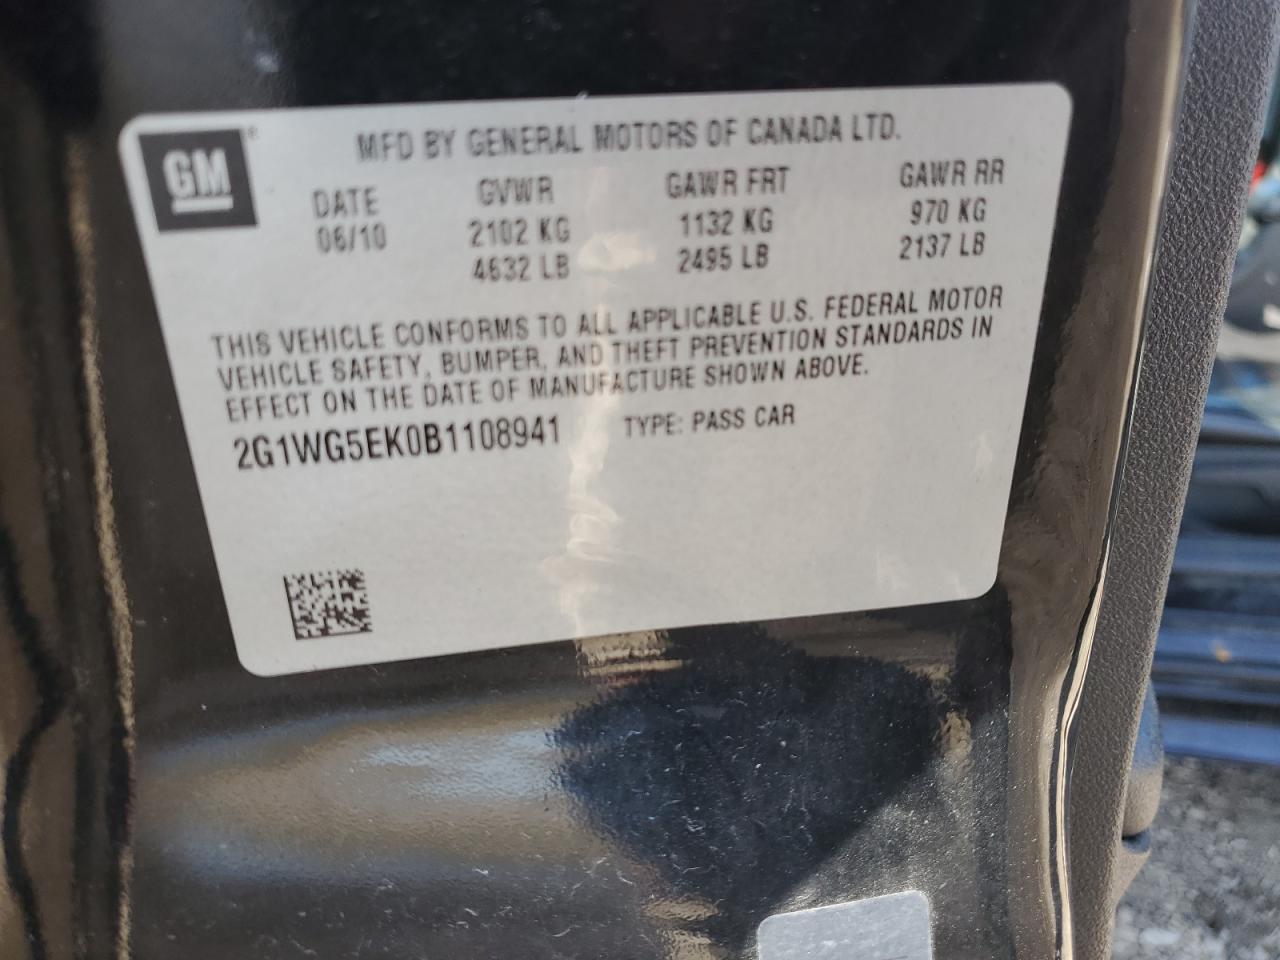 GM®
MFD BY GENERAL MOTORS OF CANADA LTD.
DATE GVWR GAWR FRT GAWR RR
06/10 2102 KG 1132 KG 970 KG
4632 LB 2495 LB 2137 LB
THIS VEHICLE CONFORMS TO ALL APPLICABLE U.S. FEDERAL MOTOR
VEHICLE SAFETY, BUMPER, AND THEFT PREVENTION STANDARDS IN
EFFECT ON THE DATE OF MANUFACTURE SHOWN ABOVE.
2G1WG5EK0B1108941 TYPE: PASS CAR